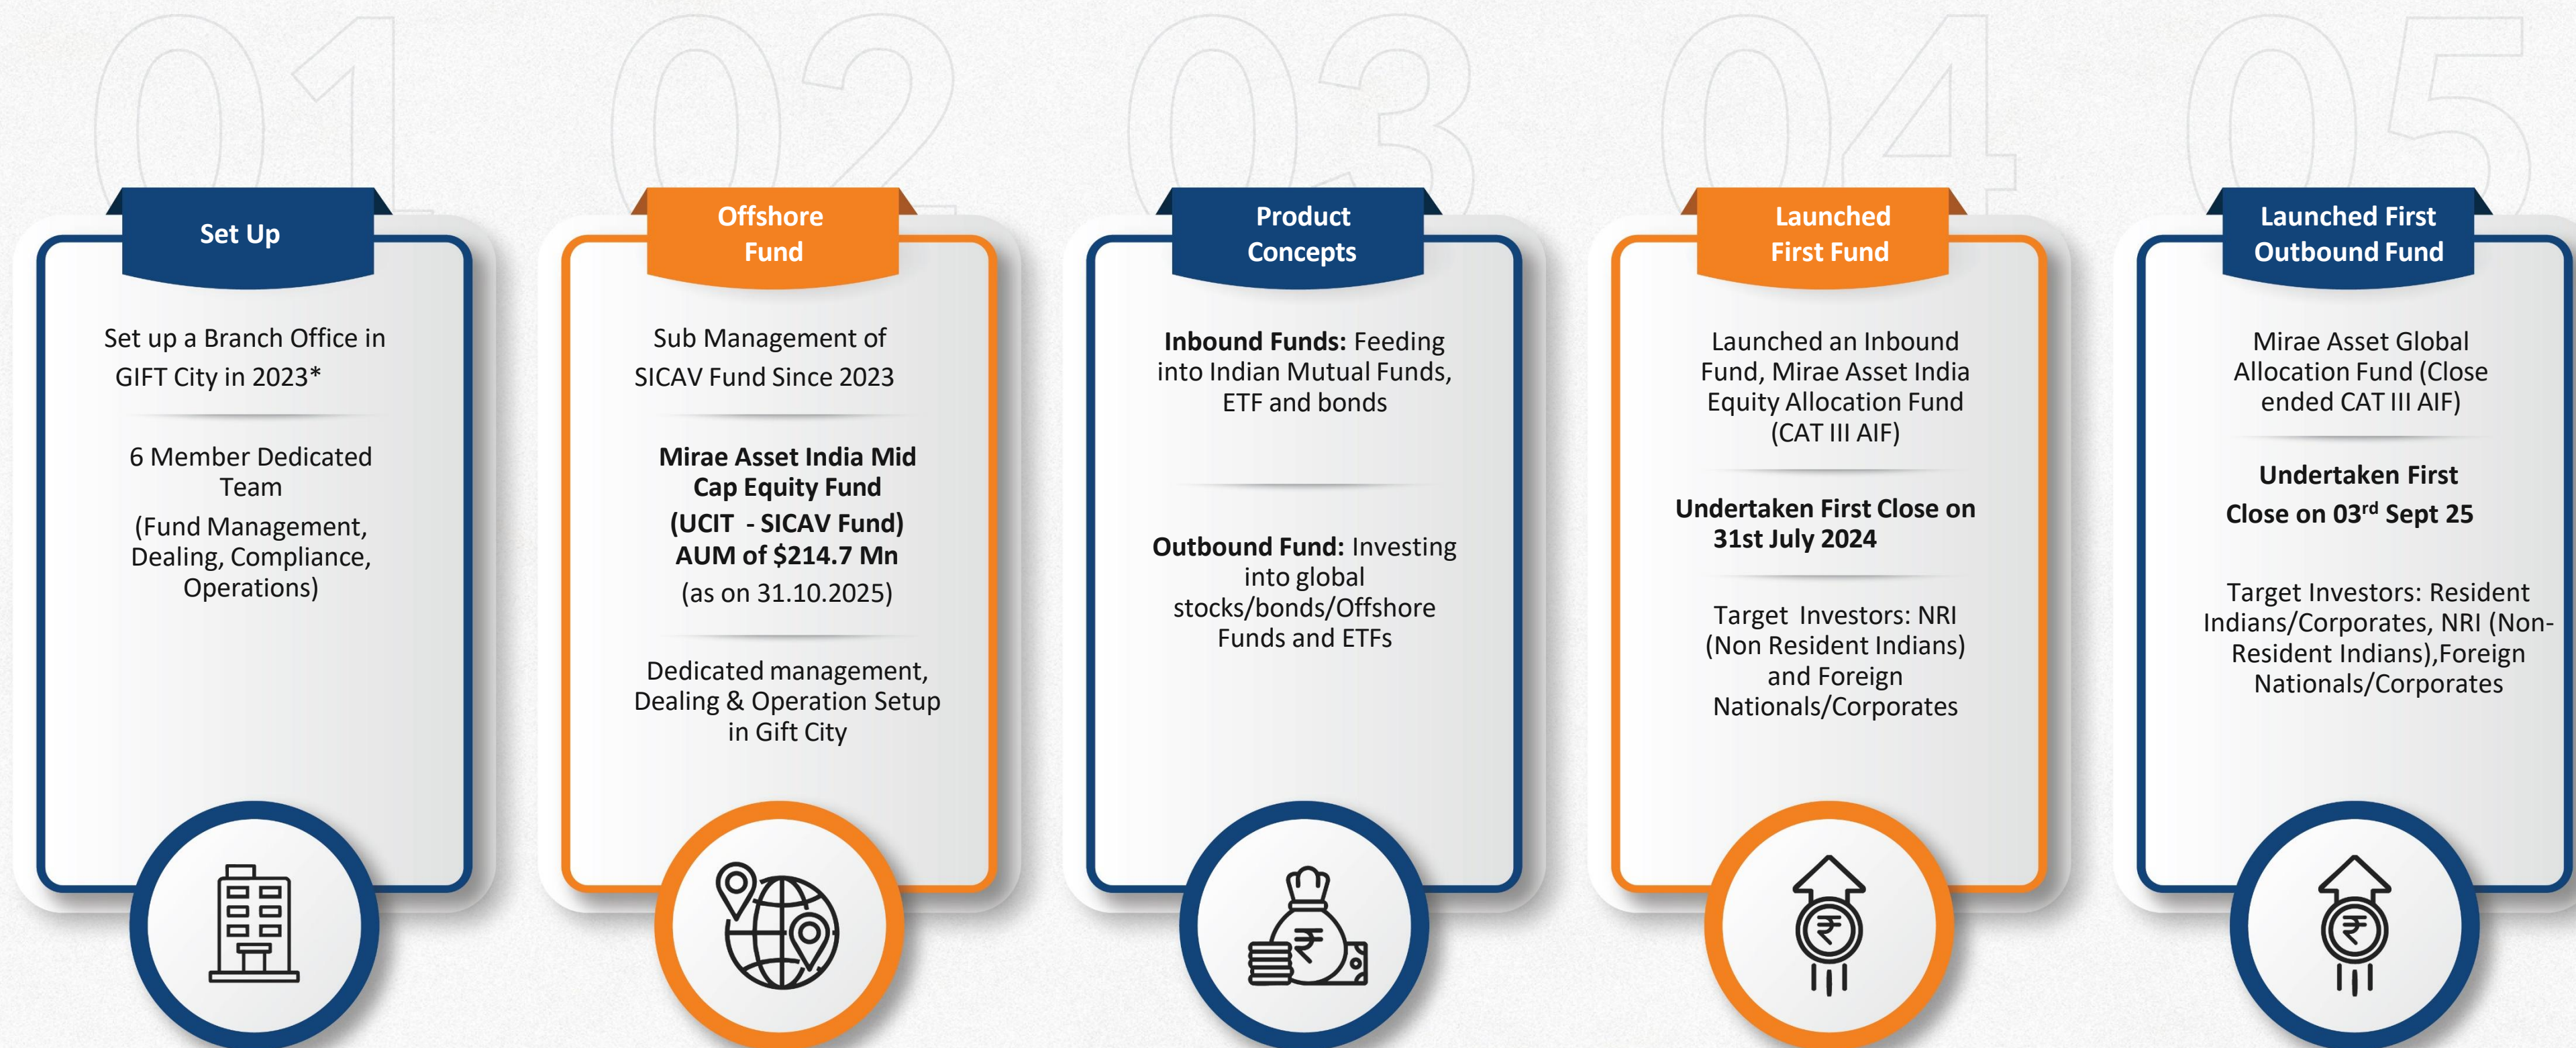 01
Set Up
Set up a Branch Office in
GIFT City in 2023*
6 Member Dedicated
Team
(Fund Management,
Dealing, Compliance,
Operations)
02
Offshore
Fund
Sub Management of
SICAV Fund Since 2023
Mirae Asset India Mid
Cap Equity Fund
(UCIT - SICAV Fund)
AUM of $214.7 Mn
(as on 31.10.2025)
Dedicated management,
Dealing & Operation Setup
in Gift City
03
Product
Concepts
Inbound Funds: Feeding
into Indian Mutual Funds,
ETF and bonds
Outbound Fund: Investing
into global
stocks/bonds/Offshore
Funds and ETFs
₹
04
Launched
First Fund
Launched an Inbound
Fund, Mirae Asset India
Equity Allocation Fund
(CAT III AIF)
Undertaken First Close on
31st July 2024
Target Investors: NRI
(Non Resident Indians)
and Foreign
Nationals/Corporates
₹
05
Launched First
Outbound Fund
Mirae Asset Global
Allocation Fund (Close
ended CAT III AIF)
Undertaken First
Close on 03rd Sept 25
Target Investors: Resident
Indians/Corporates, NRI (Non-
Resident Indians),Foreign
Nationals/Corporates
₹